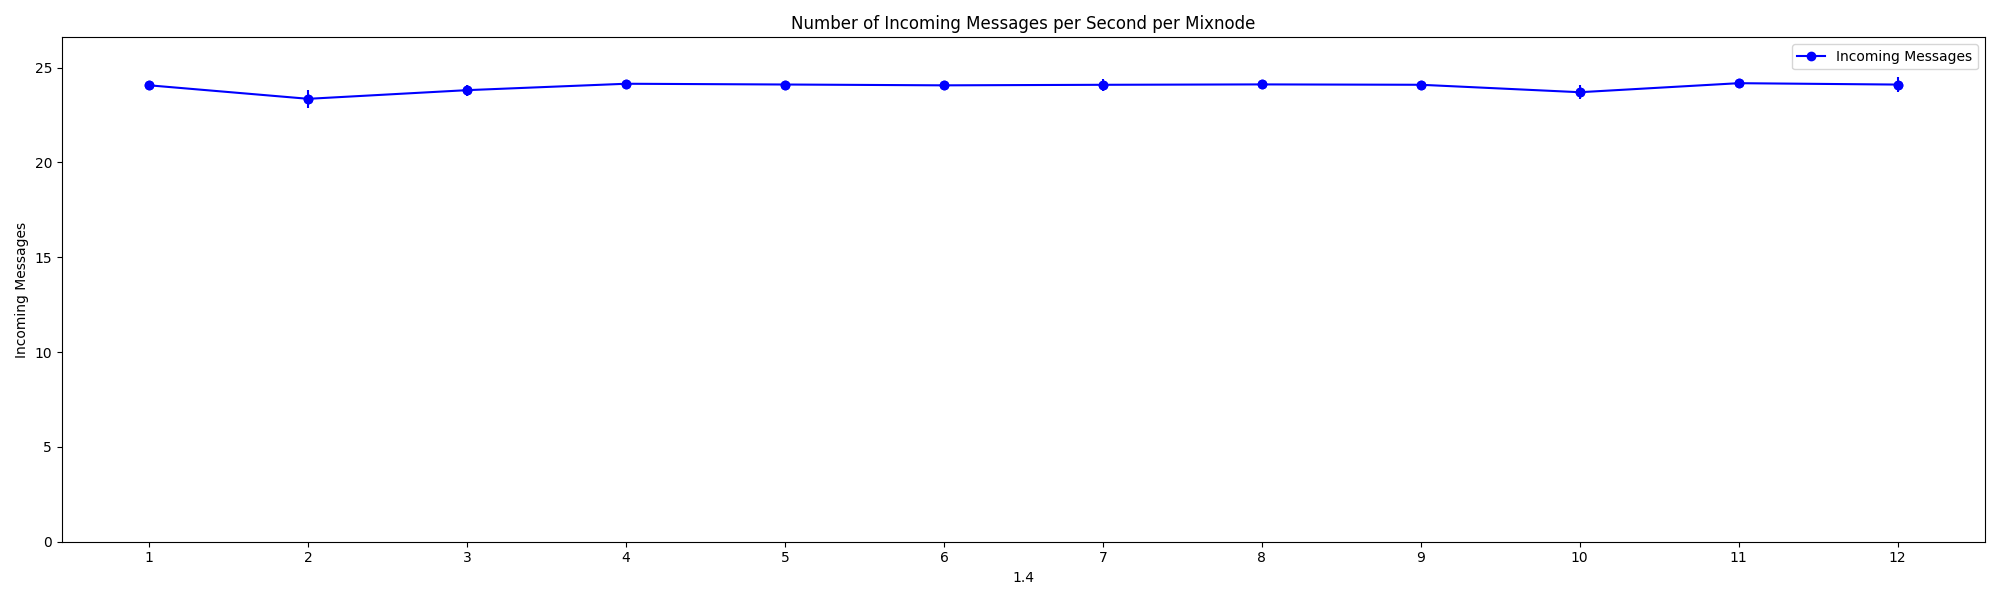 Number of Incoming Messages per Second per Mixnode
Incoming Messages
25
20
15
10
5
0
Incoming Messages
1 2 3 4 5 6 7 8 9 10 11 12
1.4